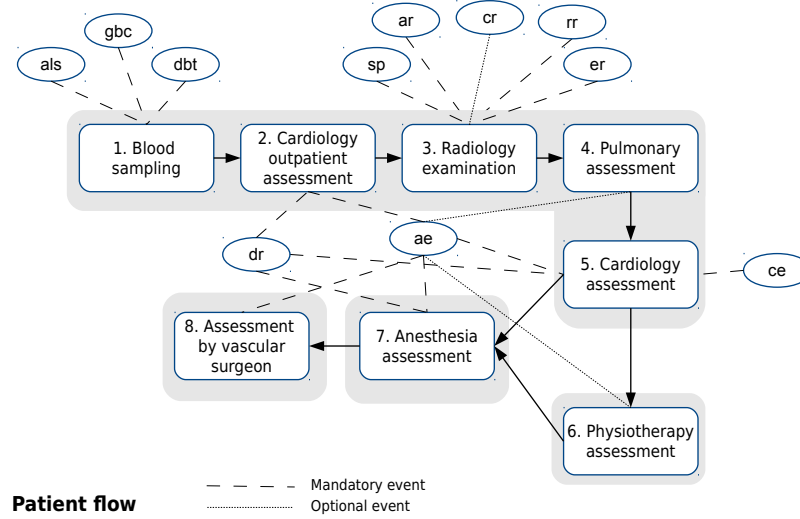 gbc
als
dbt
ar
cr
rr
sp
er
1. Blood
sampling
2. Cardiology
outpatient
assessment
3. Radiology
examination
4. Pulmonary
assessment
dr
ae
5. Cardiology
assessment
ce
8. Assessment
by vascular
surgeon
7. Anesthesia
assessment
6. Physiotherapy
assessment
Patient flow
Mandatory event
Optional event